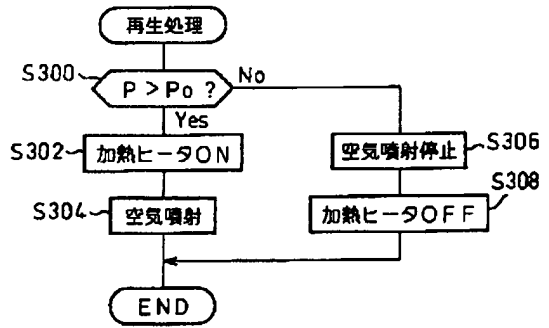 再生処理
S300
P > Po ?
No
Yes
S302
加熱ヒータON
S304
空気噴射
空気噴射停止
S306
加熱ヒータOFF
S308
END